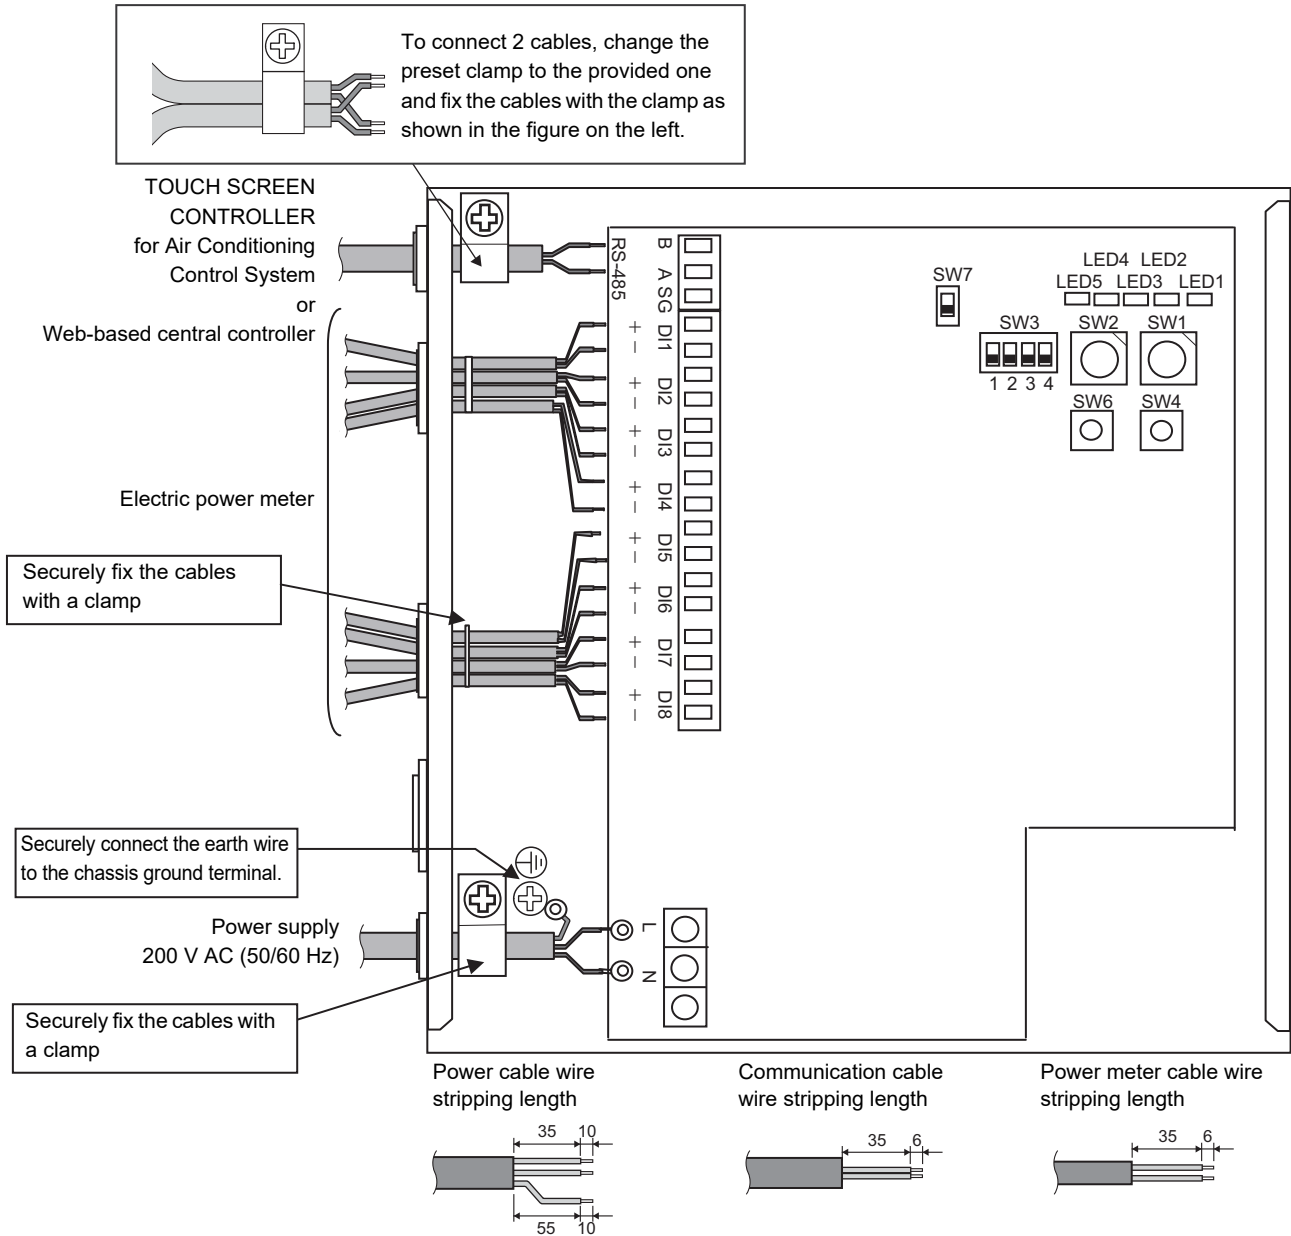 To connect 2 cables, change the
preset clamp to the provided one
and fix the cables with the clamp as
shown in the figure on the left.
TOUCH SCREEN
CONTROLLER
for Air Conditioning
Control System
or
Web-based central controller
Electric power meter
Securely fix the cables
with a clamp
Securely connect the earth wire
to the chassis ground terminal.
Power supply
200 V AC (50/60 Hz)
Securely fix the cables with
a clamp
RS-485
B
A
SG
+
−
DI1
+
−
DI2
+
−
DI3
+
−
DI4
+
−
DI5
+
−
DI6
+
−
DI7
+
−
DI8
L
N
SW7
LED4 LED2
LED5 LED3 LED1
SW3 SW2 SW1
1 2 3 4
SW6 SW4
Power cable wire
stripping length
35 10
55 10
Communication cable
wire stripping length
35 6
Power meter cable wire
stripping length
35 6